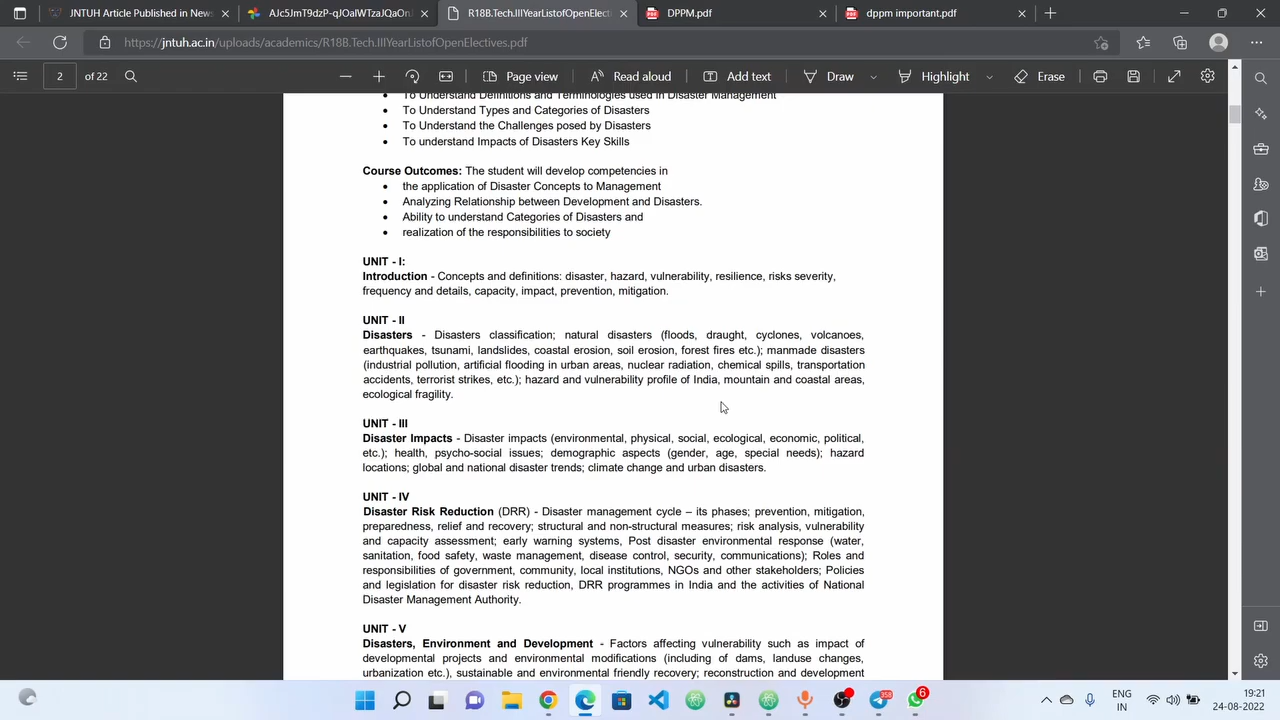 JNTUH Article Published in News
AJc5JmT9dzP-qJOaIWTzaJQaOnJ
R18B.Tech.IIIYearListofOpenElecti
DPPM.pdf
dppm important.pdf
https://jntuh.ac.in/uploads/academics/R18B.Tech.IIIYearListofOpenElectives.pdf
2 of 22
Page view
Read aloud
Add text
Draw
Highlight
Erase
• To Understand Definitions and Terminologies used in Disaster Management
• To Understand Types and Categories of Disasters
• To Understand the Challenges posed by Disasters
• To understand Impacts of Disasters Key Skills
Course Outcomes: The student will develop competencies in
• the application of Disaster Concepts to Management
• Analyzing Relationship between Development and Disasters.
• Ability to understand Categories of Disasters and
• realization of the responsibilities to society
UNIT - I:
Introduction - Concepts and definitions: disaster, hazard, vulnerability, resilience, risks severity,
frequency and details, capacity, impact, prevention, mitigation.
UNIT - II
Disasters - Disasters classification; natural disasters (floods, draught, cyclones, volcanoes,
earthquakes, tsunami, landslides, coastal erosion, soil erosion, forest fires etc.); manmade disasters
(industrial pollution, artificial flooding in urban areas, nuclear radiation, chemical spills, transportation
accidents, terrorist strikes, etc.); hazard and vulnerability profile of India, mountain and coastal areas,
ecological fragility.
UNIT - III
Disaster Impacts - Disaster impacts (environmental, physical, social, ecological, economic, political,
etc.); health, psycho-social issues; demographic aspects (gender, age, special needs); hazard
locations; global and national disaster trends; climate change and urban disasters.
UNIT - IV
Disaster Risk Reduction (DRR) - Disaster management cycle – its phases; prevention, mitigation,
preparedness, relief and recovery; structural and non-structural measures; risk analysis, vulnerability
and capacity assessment; early warning systems, Post disaster environmental response (water,
sanitation, food safety, waste management, disease control, security, communications); Roles and
responsibilities of government, community, local institutions, NGOs and other stakeholders; Policies
and legislation for disaster risk reduction, DRR programmes in India and the activities of National
Disaster Management Authority.
UNIT - V
Disasters, Environment and Development - Factors affecting vulnerability such as impact of
developmental projects and environmental modifications (including of dams, landuse changes,
urbanization etc.), sustainable and environmental friendly recovery; reconstruction and development
358
6
ENG
IN
19:21
24-08-2022